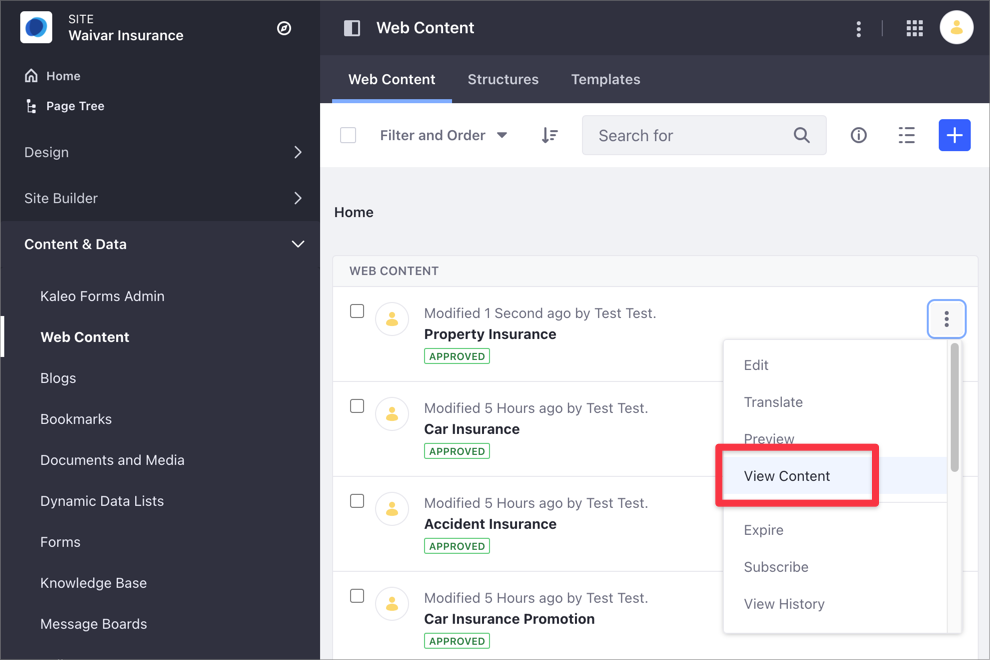 SITE
Waivar Insurance
Home
Page Tree
Design
Site Builder
Content & Data
Kaleo Forms Admin
Web Content
Blogs
Bookmarks
Documents and Media
Dynamic Data Lists
Forms
Knowledge Base
Message Boards
Web Content
Web Content Structures Templates
Filter and Order Search for
Home
WEB CONTENT
Modified 1 Second ago by Test Test.
Property Insurance
APPROVED
Modified 5 Hours ago by Test Test.
Car Insurance
APPROVED
Modified 5 Hours ago by Test Test.
Accident Insurance
APPROVED
Modified 5 Hours ago by Test Test.
Car Insurance Promotion
APPROVED
Edit
Translate
Preview
View Content
Expire
Subscribe
View History